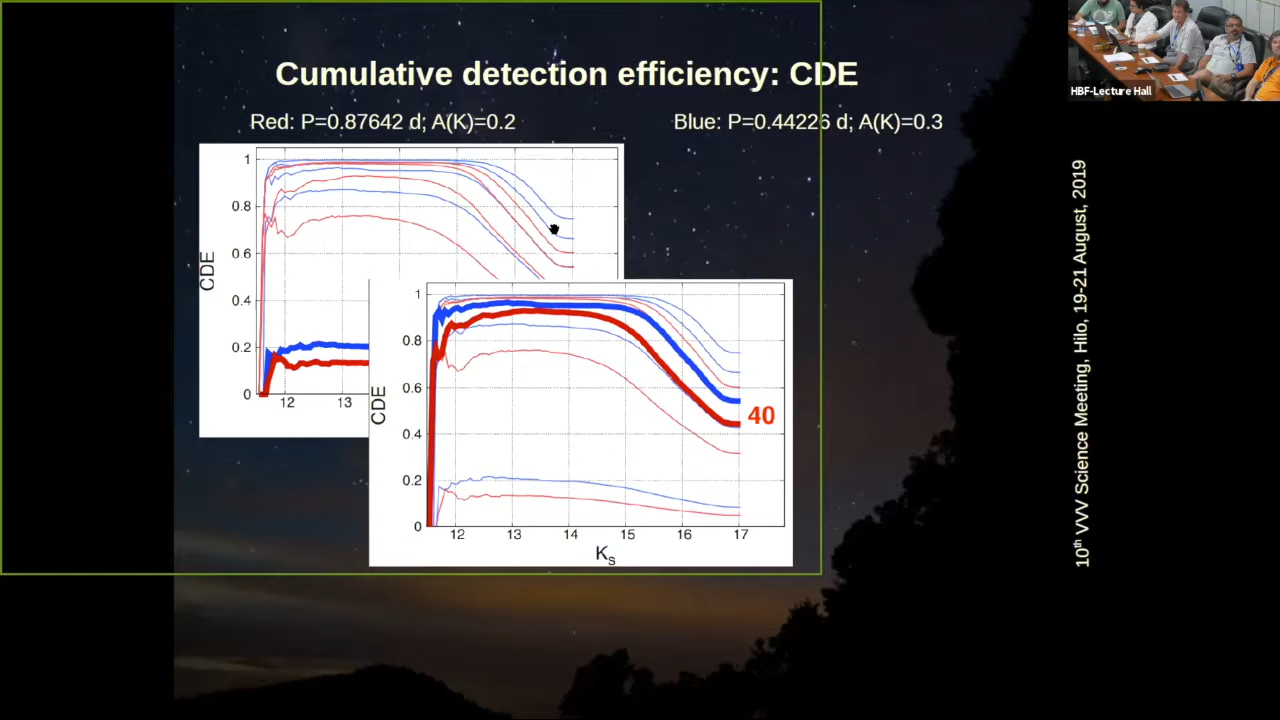 Cumulative detection efficiency: CDE
Red: P=0.87642 d; A(K)=0.2
Blue: P=0.44226 d; A(K)=0.3
HBF-Lecture Hall
10th VVV Science Meeting, Hilo, 19-21 August, 2019
1
0.8
0.6
0.4
0.2
0
CDE
12
13
1
0.8
0.6
0.4
0.2
0
CDE
12
13
14
15
16
17
Ks
40